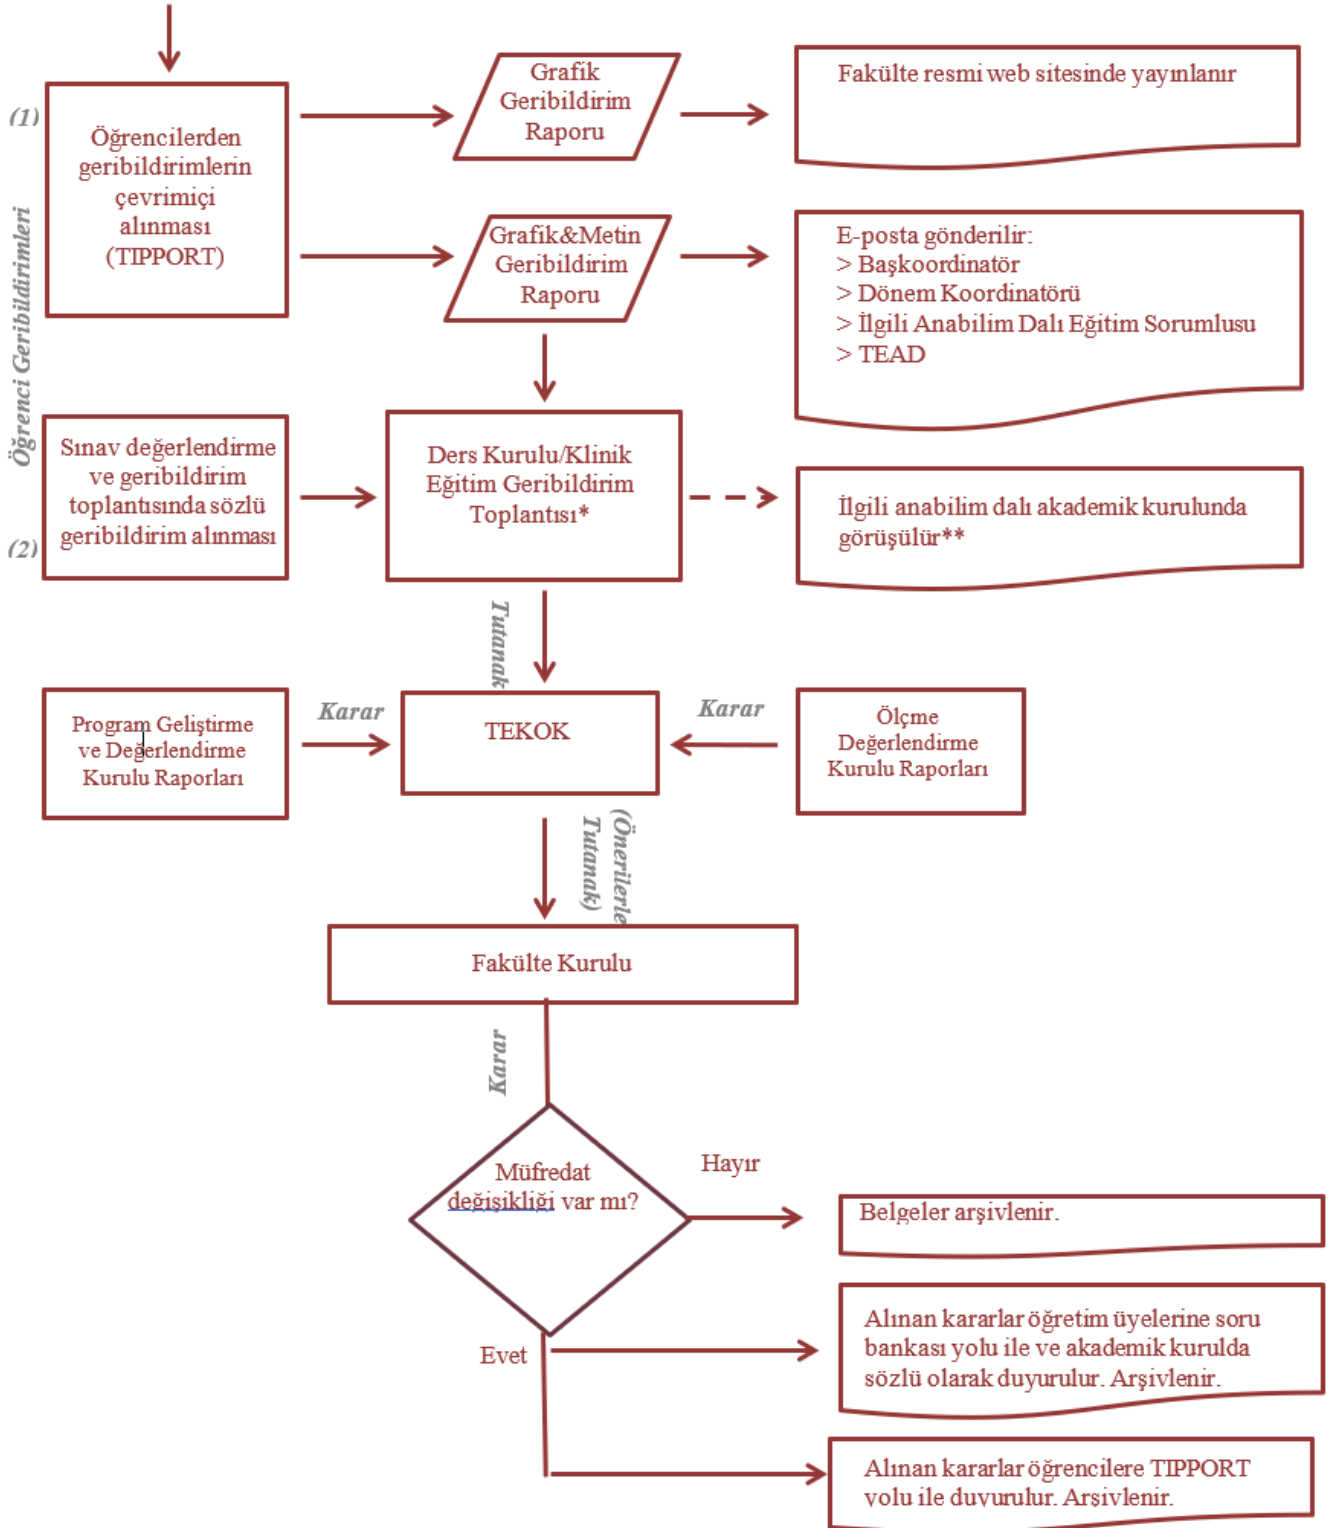 (1)
Öğrenci Geribildirimleri
(2)
Öğrencilerden
geribildirimlerin
çevrimiçi
alınması
(TIPPORT)
Grafik
Geribildirim
Raporu
Fakülte resmi web sitesinde yayınlanır
Grafik&Metin
Geribildirim
Raporu
E-posta gönderilir:
> Başkoordinatör
> Dönem Koordinatörü
> İlgili Anabilim Dalı Eğitim Sorumlusu
> TEAD
Sınav değerlendirme
ve geribildirim
toplantısında sözlü
geribildirim alınması
Ders Kurulu/Klinik
Eğitim Geribildirim
Toplantısı*
İlgili anabilim dalı akademik kurulunda
görüşülür**
Tutanak
Program Geliştirme
ve Değerlendirme
Kurulu Raporları
Karar
TEKOK
Karar
Ölçme
Değerlendirme
Kurulu Raporları
(Önerilerle
Tutanak)
Fakülte Kurulu
Karar
Müfredat
değişikliği var mı?
Hayır
Belgeler arşivlenir.
Evet
Alınan kararlar öğretim üyelerine soru
bankası yolu ile ve akademik kurulda
sözlü olarak duyurulur. Arşivlenir.
Alınan kararlar öğrencilere TIPPORT
yolu ile duyurulur. Arşivlenir.